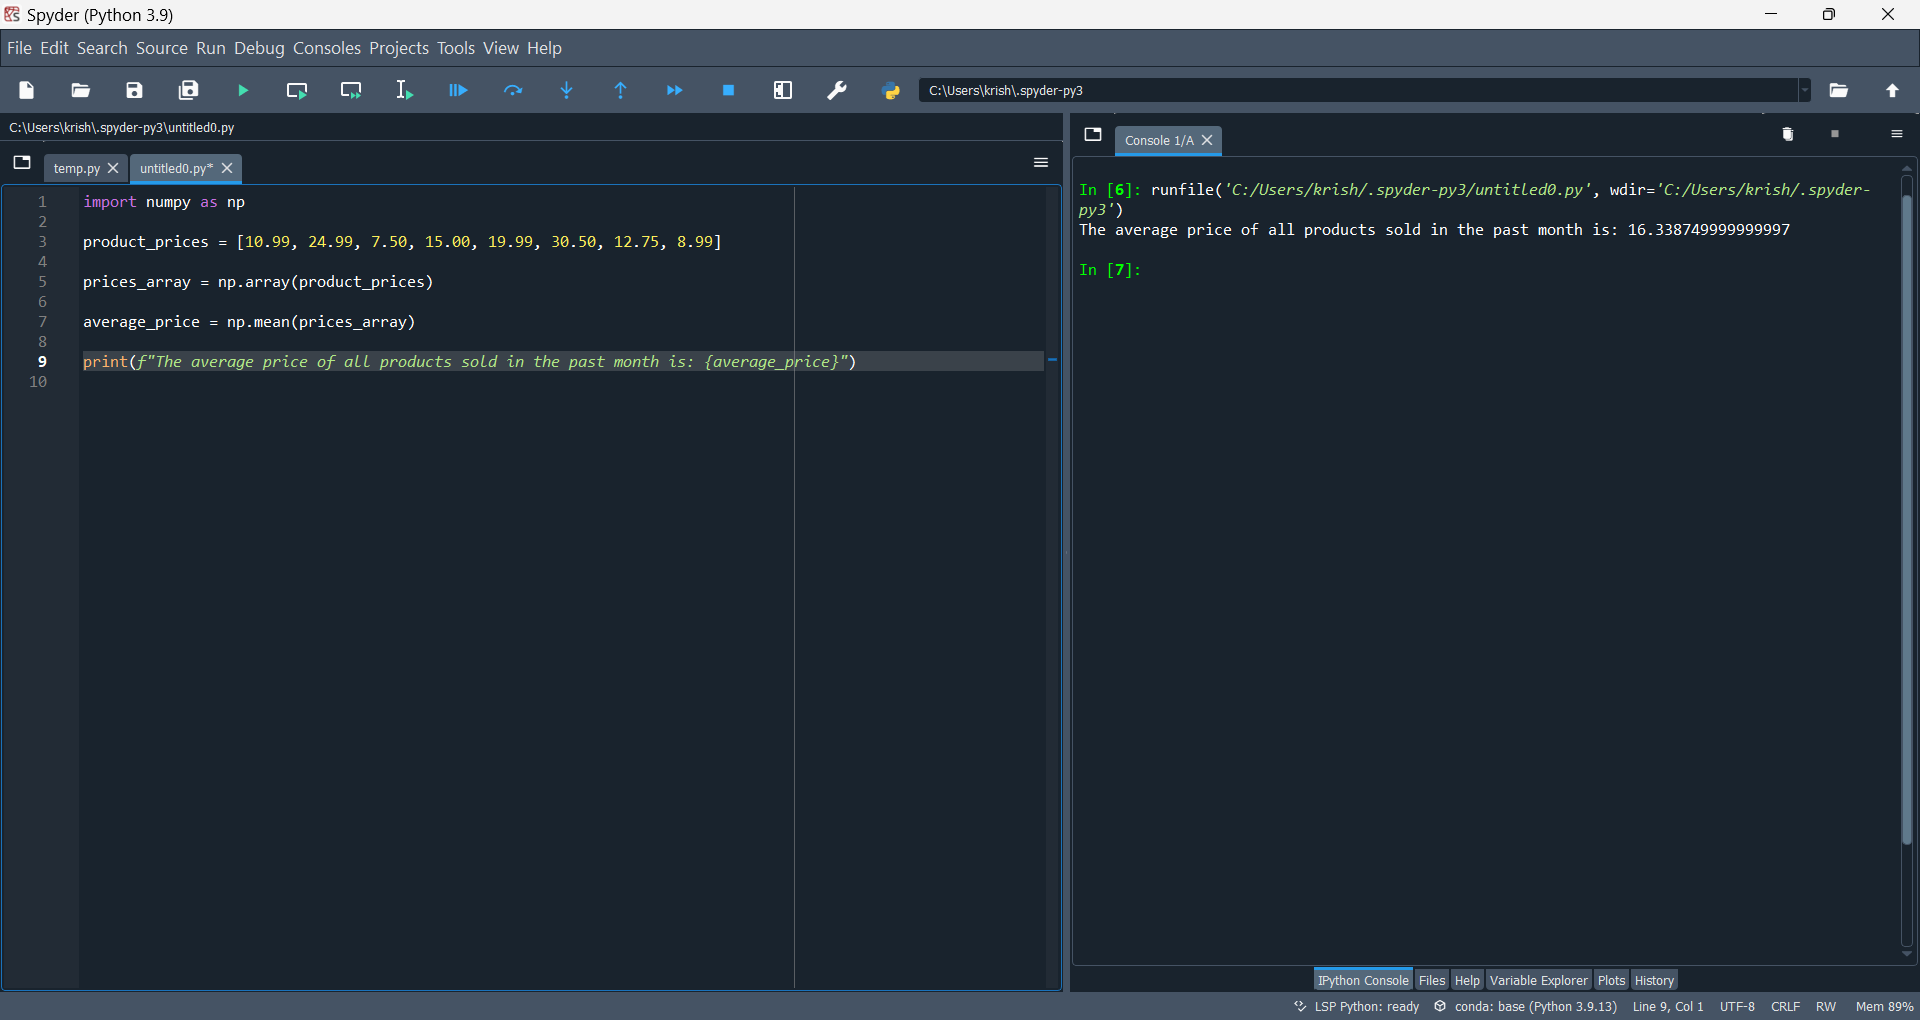 Spyder (Python 3.9)
File Edit Search Source Run Debug Consoles Projects Tools View Help
C:\Users\krish\.spyder-py3
C:\Users\krish\.spyder-py3\untitled0.py
temp.py untitled0.py*
1 import numpy as np
2
3 product_prices = [10.99, 24.99, 7.50, 15.00, 19.99, 30.50, 12.75, 8.99]
4
5 prices_array = np.array(product_prices)
6
7 average_price = np.mean(prices_array)
8
9 print(f"The average price of all products sold in the past month is: {average_price}")
10
Console 1/A
In [6]: runfile('C:/Users/krish/.spyder-py3/untitled0.py', wdir='C:/Users/krish/.spyder-
py3')
The average price of all products sold in the past month is: 16.338749999999997
In [7]:
IPython Console Files Help Variable Explorer Plots History
LSP Python: ready conda: base (Python 3.9.13) Line 9, Col 1 UTF-8 CRLF RW Mem 89%